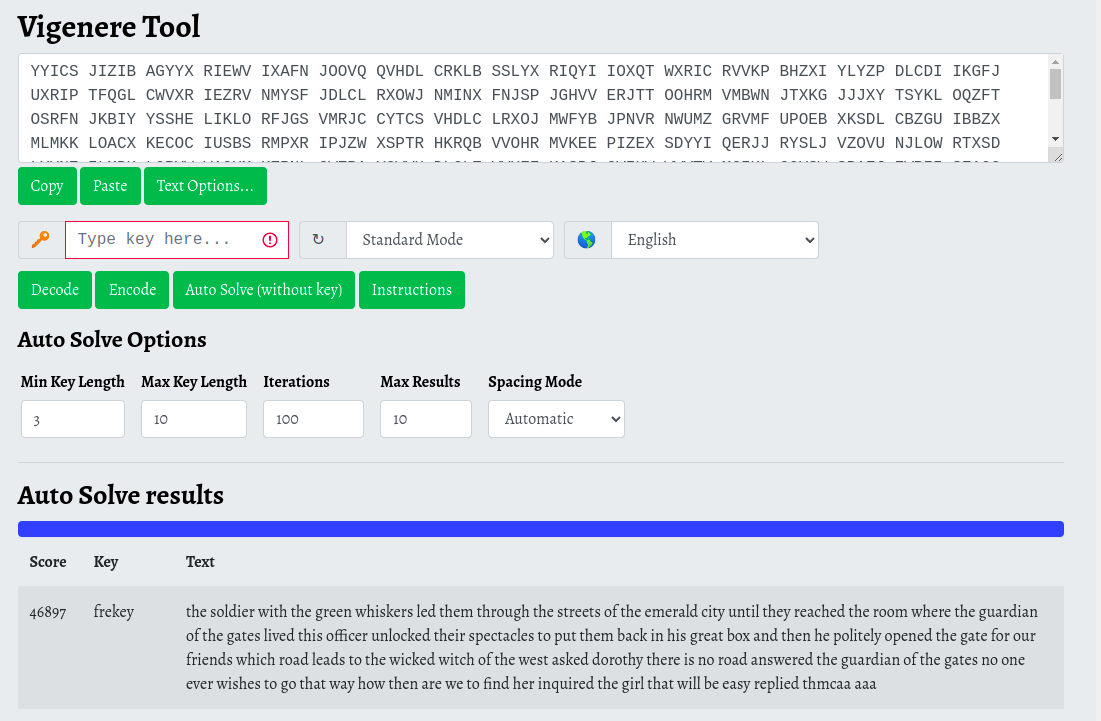 Vigenere Tool
YYICS JIZIB AGYYX RIEWV IXAFN JOOVQ QVHDL CRKLB SSLYX RIQYI IOXQT WXRIC RVVKP BHZXI YLYZP DLCDI IKGFJ
UXRIP TFQGL CWVXR IEZRV NMYSF JDLCL RXOWJ NMINX FNJSP JGHVV ERJTT OOHRM VMBWN JTXKG JJJXY TSYKL OQZFT
OSRFN JKBIY YSSHE LIKLO RFJGS VMRJC CYTCS VHDLC LRXOJ MWFYB JPNVR NWUMZ GRVMF UPOEB XKSDL CBZGU IBBZX
MLMKK LOACX KECOC IUSBS RMPXR IPJZW XSPTR HKRQB VVOHR MVKEE PIZEX SDYYI QERJJ RYSLJ VZOVU NJLOW RTXSD
Copy Paste Text Options...
Type key here... Standard Mode English
Decode Encode Auto Solve (without key) Instructions
Auto Solve Options
Min Key Length Max Key Length Iterations Max Results Spacing Mode
3 10 100 10 Automatic
Auto Solve results
Score Key Text
46897 frekey the soldier with the green whiskers led them through the streets of the emerald city until they reached the room where the guardian
of the gates lived this officer unlocked their spectacles to put them back in his great box and then he politely opened the gate for our
friends which road leads to the wicked witch of the west asked dorothy there is no road answered the guardian of the gates no one
ever wishes to go that way how then are we to find her inquired the girl that will be easy replied thmcaa aaa